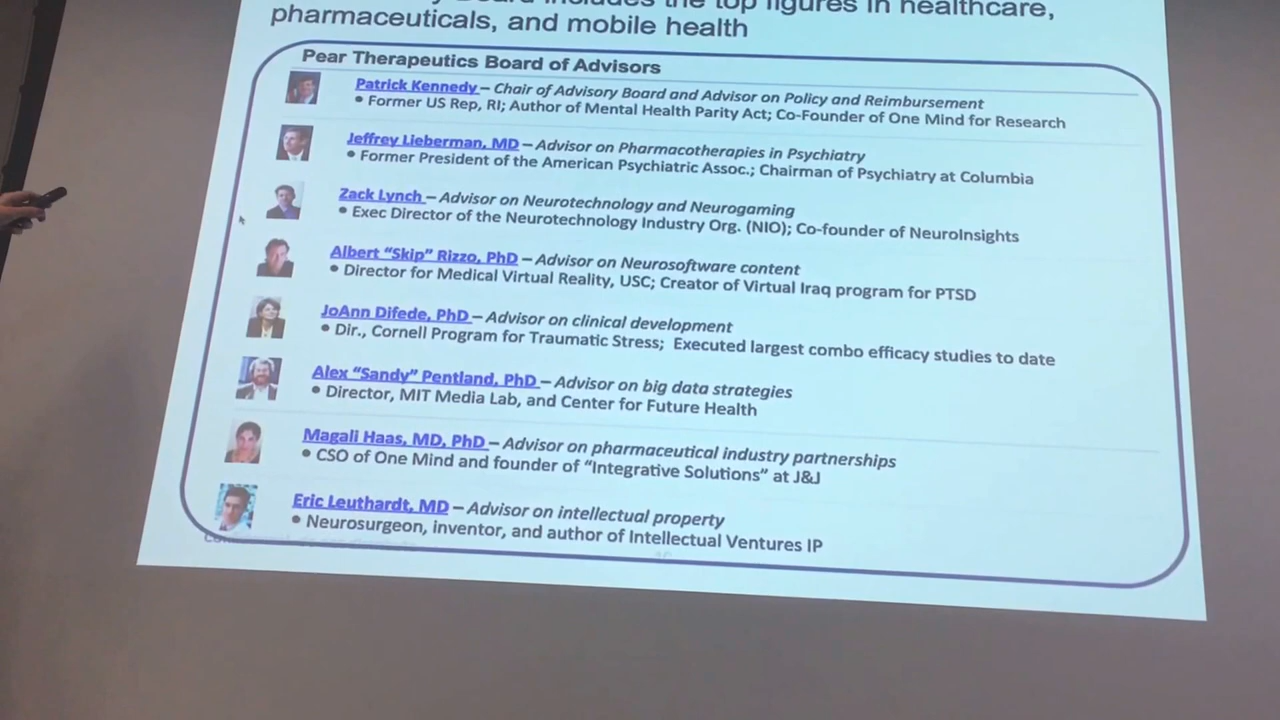 Board includes the top figures in healthcare,
pharmaceuticals, and mobile health
Pear Therapeutics Board of Advisors
Patrick Kennedy – Chair of Advisory Board and Advisor on Policy and Reimbursement
• Former US Rep, RI; Author of Mental Health Parity Act; Co-Founder of One Mind for Research
Jeffrey Lieberman, MD – Advisor on Pharmacotherapies in Psychiatry
• Former President of the American Psychiatric Assoc.; Chairman of Psychiatry at Columbia
Zack Lynch – Advisor on Neurotechnology and Neurogaming
• Exec Director of the Neurotechnology Industry Org. (NIO); Co-founder of NeuroInsights
Albert “Skip” Rizzo, PhD – Advisor on Neurosoftware content
• Director for Medical Virtual Reality, USC; Creator of Virtual Iraq program for PTSD
JoAnn Difede, PhD – Advisor on clinical development
• Dir., Cornell Program for Traumatic Stress; Executed largest combo efficacy studies to date
Alex “Sandy” Pentland, PhD – Advisor on big data strategies
• Director, MIT Media Lab, and Center for Future Health
Magali Haas, MD, PhD – Advisor on pharmaceutical industry partnerships
• CSO of One Mind and founder of “Integrative Solutions” at J&J
Eric Leuthardt, MD – Advisor on intellectual property
• Neurosurgeon, inventor, and author of Intellectual Ventures IP